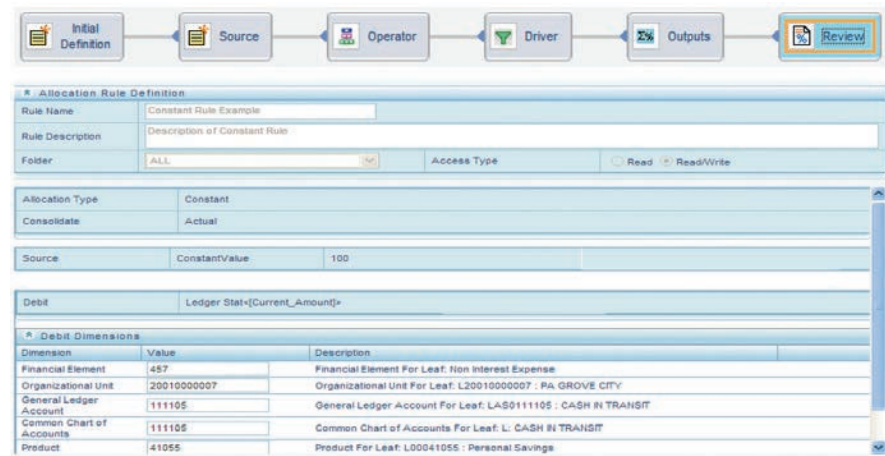 Initial Definition
Source
Operator
Driver
Σ% Outputs
Review
Allocation Rule Definition
Rule Name Constant Rule Example
Rule Description Description of Constant Rule
Folder ALL Access Type Read Read/Write
Allocation Type Constant
Consolidate Actual
Source ConstantValue 100
Debit Ledger Stat<[Current_Amount]>
Debit Dimensions
Dimension Value Description
Financial Element 457 Financial Element For Leaf: Non Interest Expense
Organizational Unit 20010000007 Organizational Unit For Leaf: L20010000007 : PA GROVE CITY
General Ledger Account 111105 General Ledger Account For Leaf: LAS0111105 : CASH IN TRANSIT
Common Chart of Accounts 111105 Common Chart of Accounts For Leaf: L: CASH IN TRANSIT
Product 41055 Product For Leaf: L00041055 : Personal Savings